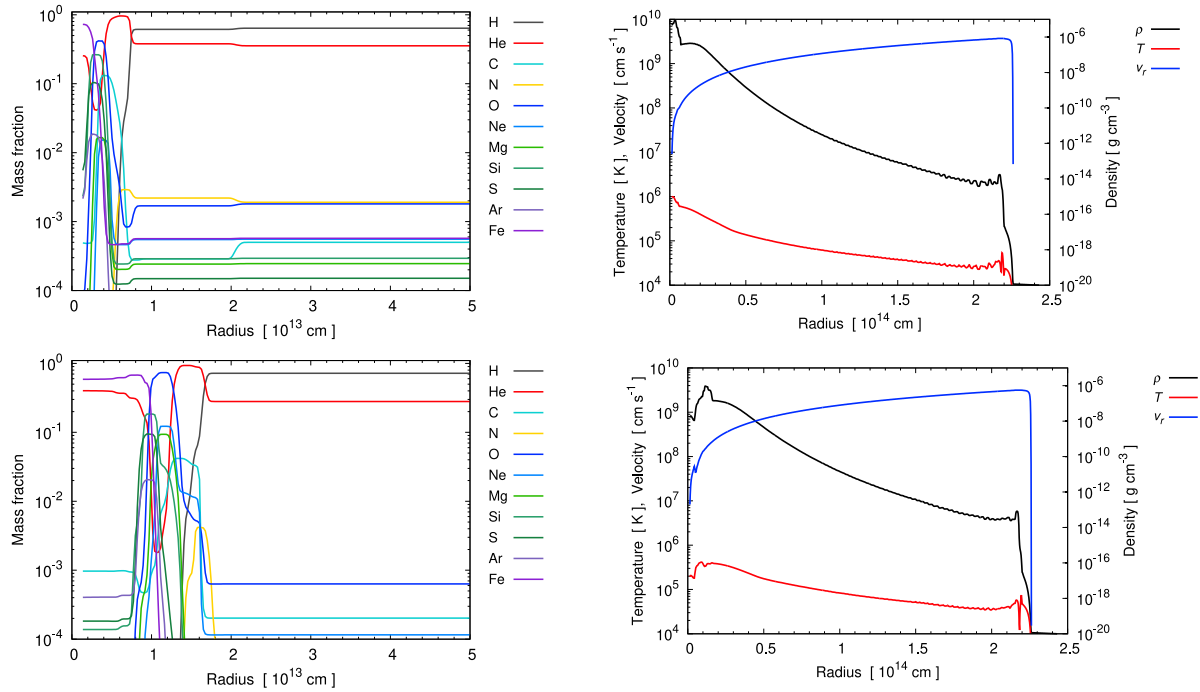 10^0
10^-1
10^-2
10^-3
10^-4
Mass fraction
0 1 2 3 4 5
Radius [ 10^13 cm ]
H
He
C
N
O
Ne
Mg
Si
S
Ar
Fe
10^10
10^9
10^8
10^7
10^6
10^5
10^4
Temperature [ K ], Velocity [ cm s^-1 ]
0 0.5 1 1.5 2 2.5
Radius [ 10^14 cm ]
10^-6
10^-8
10^-10
10^-12
10^-14
10^-16
10^-18
10^-20
Density [ g cm^-3 ]
ρ
T
v_r
10^0
10^-1
10^-2
10^-3
10^-4
Mass fraction
0 1 2 3 4 5
Radius [ 10^13 cm ]
H
He
C
N
O
Ne
Mg
Si
S
Ar
Fe
10^10
10^9
10^8
10^7
10^6
10^5
10^4
Temperature [ K ], Velocity [ cm s^-1 ]
0 0.5 1 1.5 2 2.5
Radius [ 10^14 cm ]
10^-6
10^-8
10^-10
10^-12
10^-14
10^-16
10^-18
10^-20
Density [ g cm^-3 ]
ρ
T
v_r